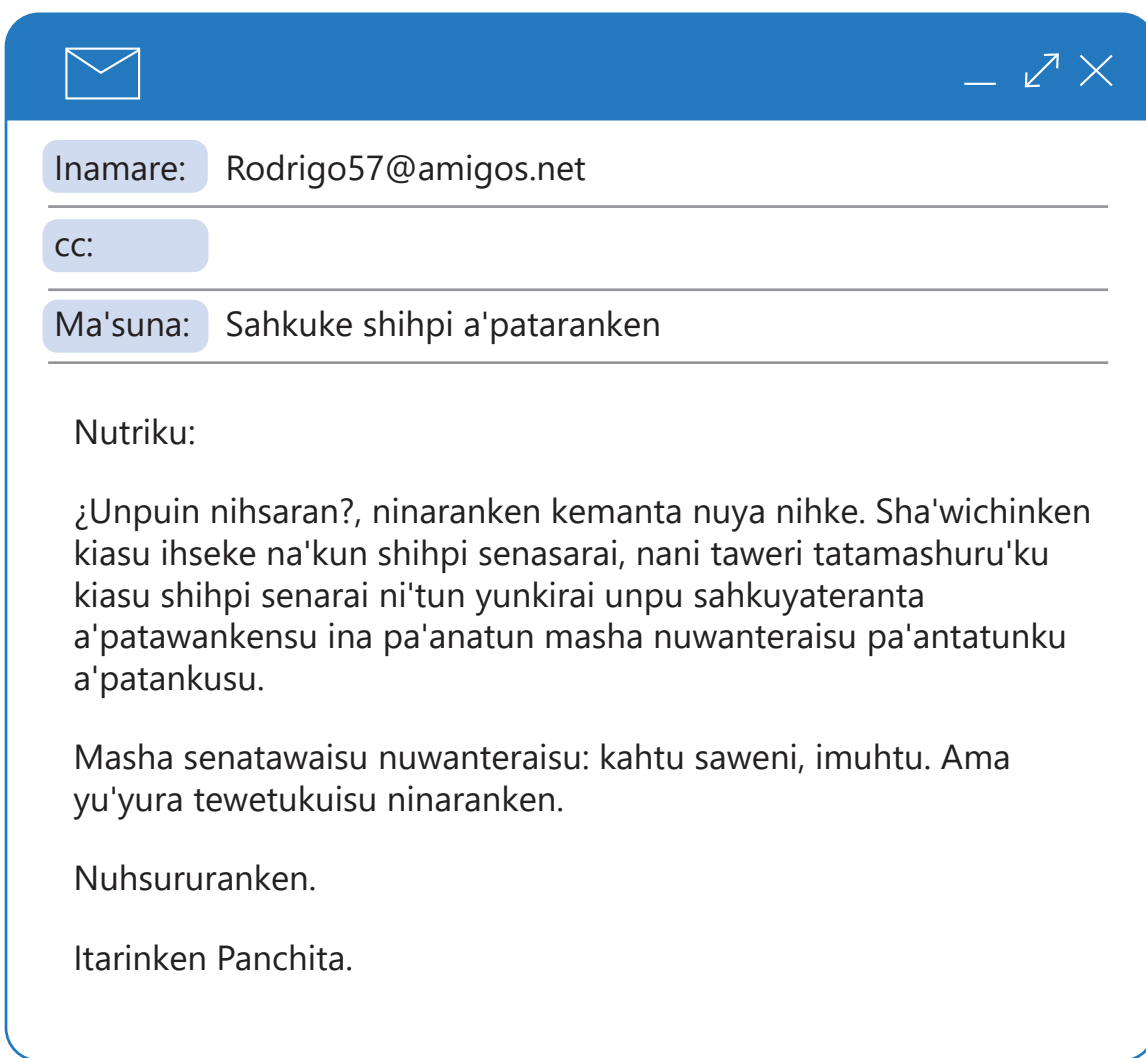 Inamare: Rodrigo57@amigos.net
cc:
Ma'suna: Sahkuke shihpi a'pataranken
Nutriku:
¿Unpuin nihsaran?, ninaranken kemanta nuya nihke. Sha'wichinken
kiasu ihseke na'kun shihpi senasarai, nani taweri tatamashuru'ku
kiasu shihpi senarai ni'tun yunkirai unpu sahkuyateranta
a'patawankensu ina pa'anatun masha nuwanteraisu pa'antatunku
a'patankusu.
Masha senatawaisu nuwanteraisu: kahtu saweni, imuhtu. Ama
yu'yura tewetukuisu ninaranken.
Nuhsururanken.
Itarinken Panchita.